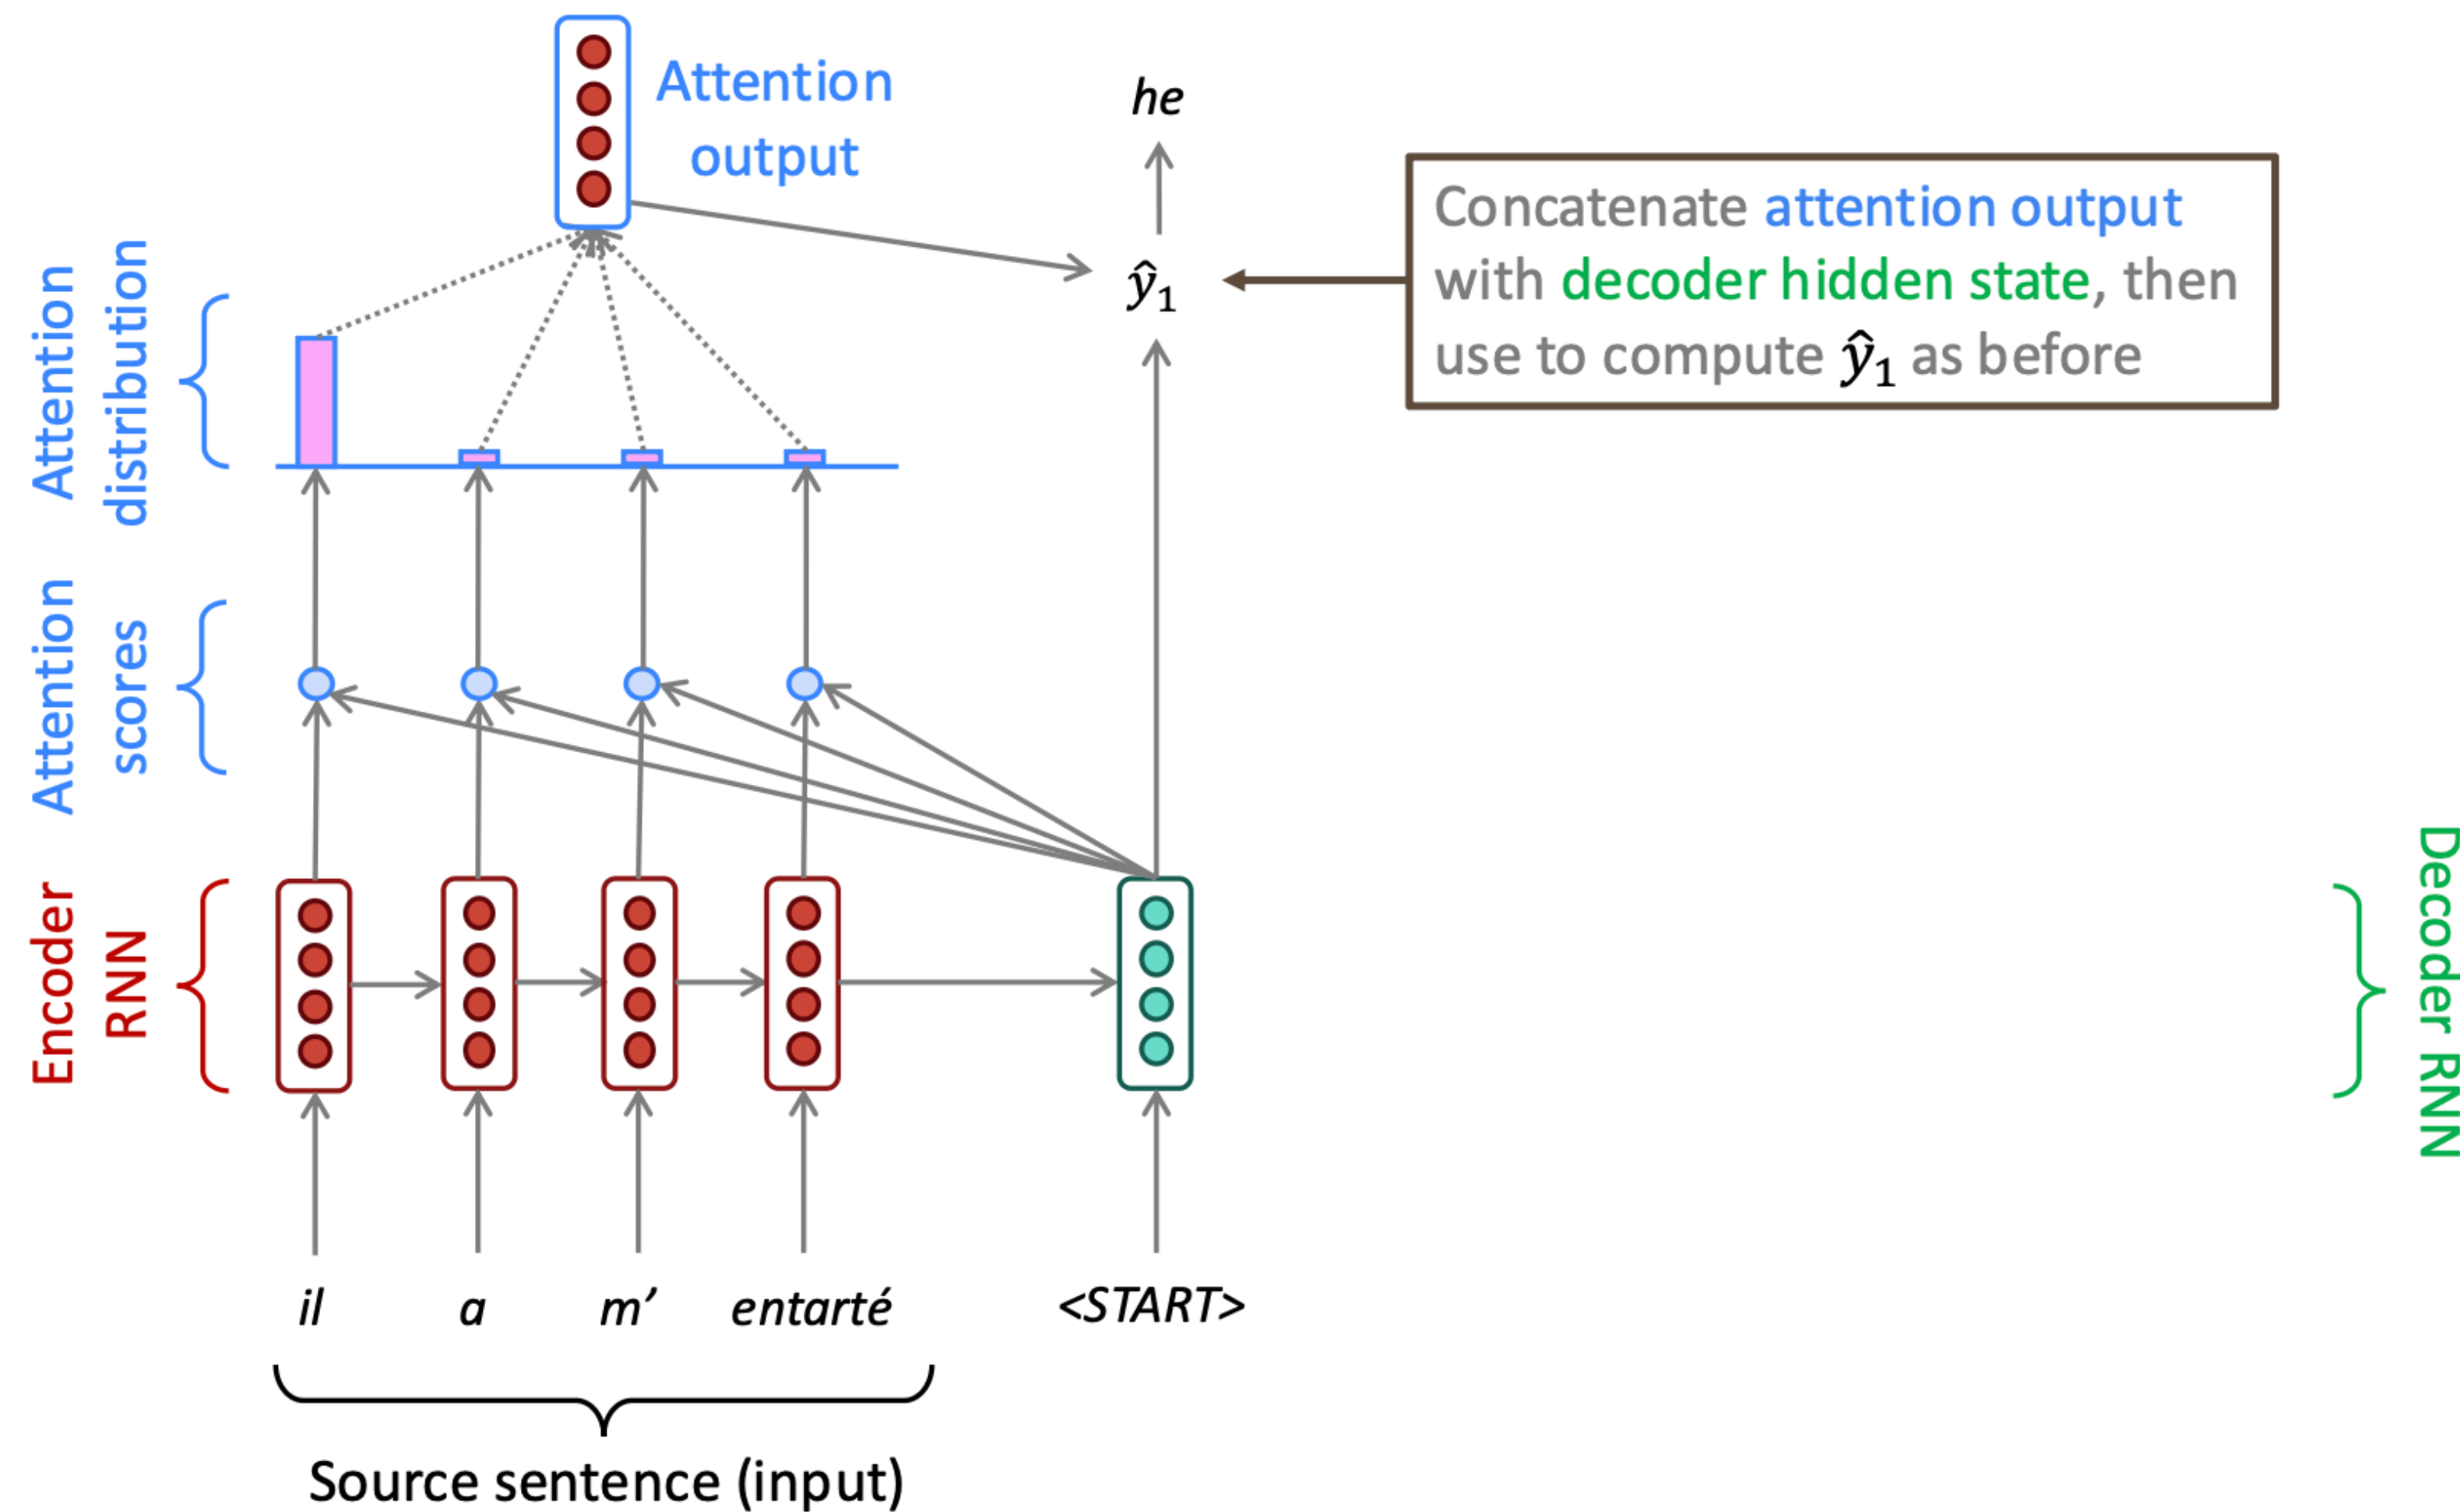 Attention
output
he
Concatenate attention output
with decoder hidden state, then
use to compute ŷ₁ as before
ŷ₁
Attention
distribution
Attention
scores
Encoder
RNN
Decoder RNN
il a m’ entarté <START>
Source sentence (input)